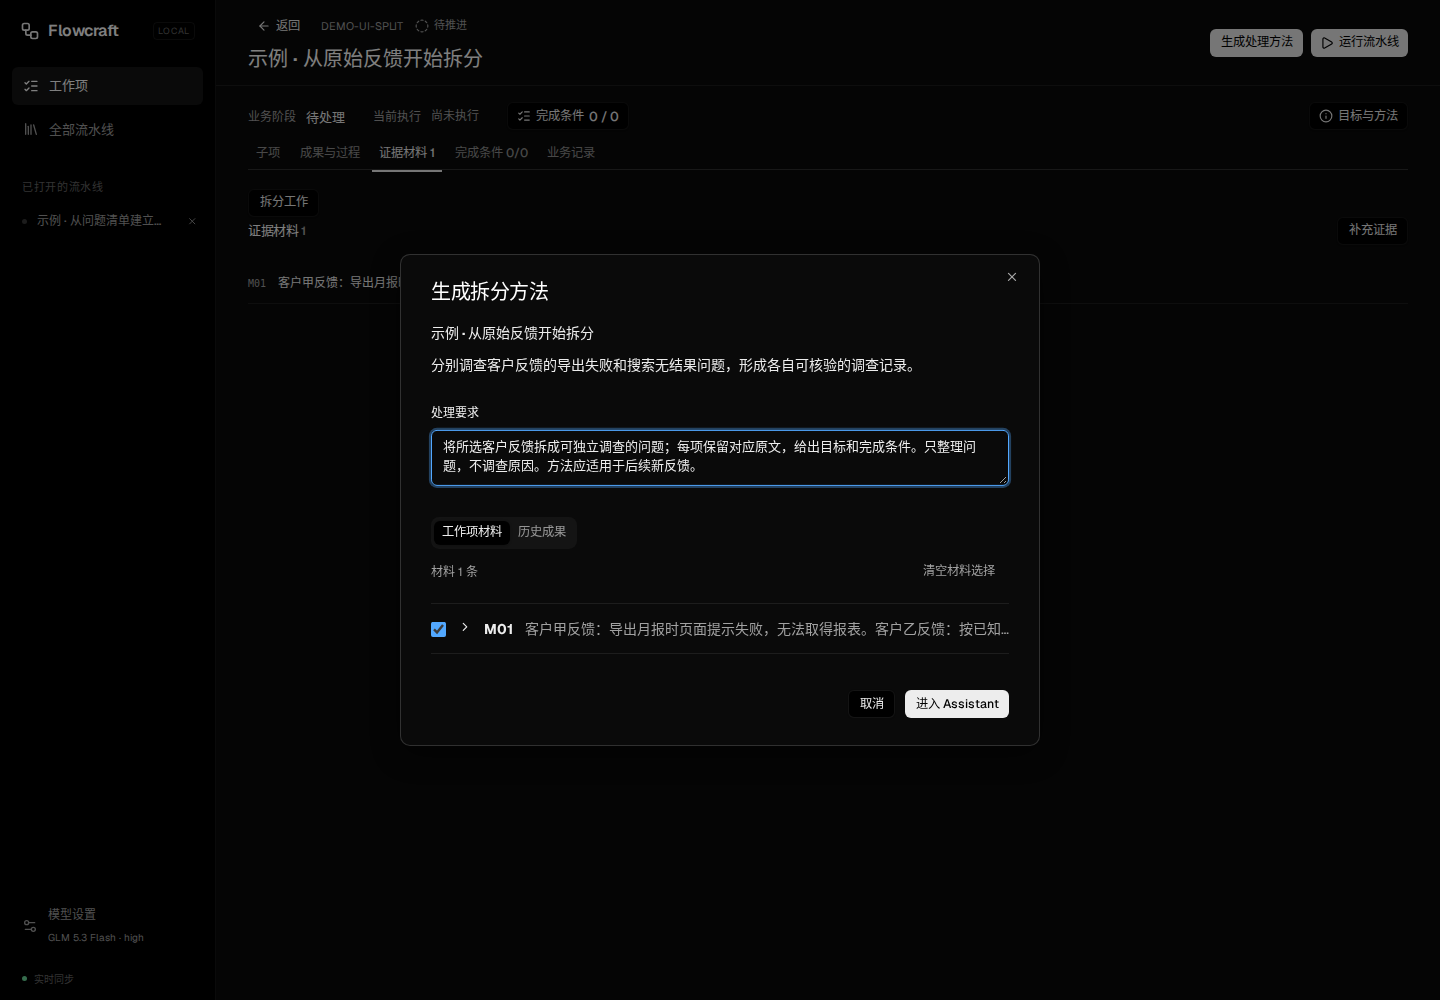 Flowcraft
LOCAL
工作项
全部流水线
已打开的流水线
示例 · 从问题清单建立...
模型设置
GLM 5.3 Flash · high
实时同步
返回
DEMO-UI-SPLIT
待推进
示例 · 从原始反馈开始拆分
生成处理方法
运行流水线
业务阶段 待处理
当前执行 尚未执行
完成条件 0 / 0
目标与方法
子项
成果与过程
证据材料 1
完成条件 0/0
业务记录
拆分工作
证据材料 1
补充证据
M01 客户甲反馈：导出月报
生成拆分方法
示例 · 从原始反馈开始拆分
分别调查客户反馈的导出失败和搜索无结果问题，形成各自可核验的调查记录。
处理要求
将所选客户反馈拆成可独立调查的问题；每项保留对应原文，给出目标和完成条件。只整理问
题，不调查原因。方法应适用于后续新反馈。
工作项材料
历史成果
材料 1 条
清空材料选择
M01 客户甲反馈：导出月报时页面提示失败，无法取得报表。客户乙反馈：按已知...
取消
进入 Assistant